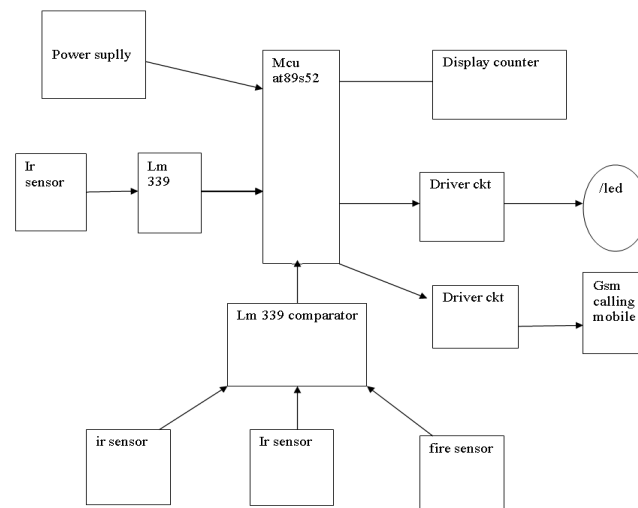 Power suplly
Mcu
at89s52
Display counter
Ir
sensor
Lm
339
Driver ckt
/led
Driver ckt
Gsm
calling
mobile
Lm 339 comparator
ir sensor
Ir sensor
fire sensor